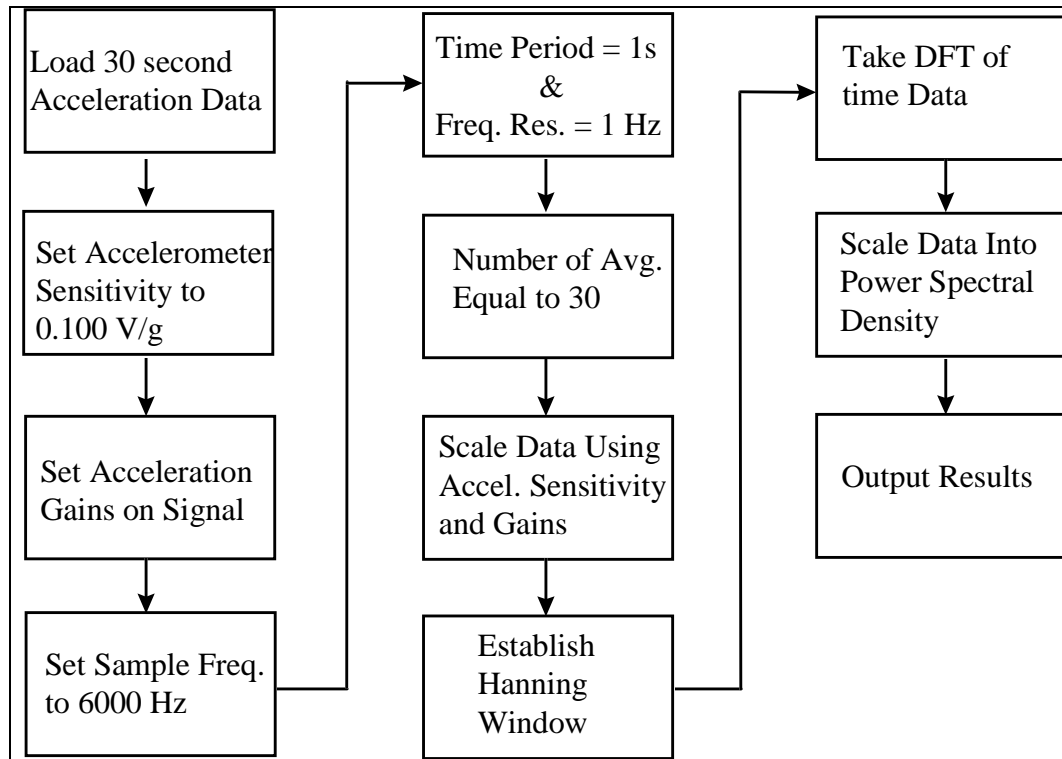 Load 30 second
Acceleration Data
Set Accelerometer
Sensitivity to
0.100 V/g
Set Acceleration
Gains on Signal
Set Sample Freq.
to 6000 Hz
Time Period = 1s
&
Freq. Res. = 1 Hz
Number of Avg.
Equal to 30
Scale Data Using
Accel. Sensitivity
and Gains
Establish
Hanning
Window
Take DFT of
time Data
Scale Data Into
Power Spectral
Density
Output Results